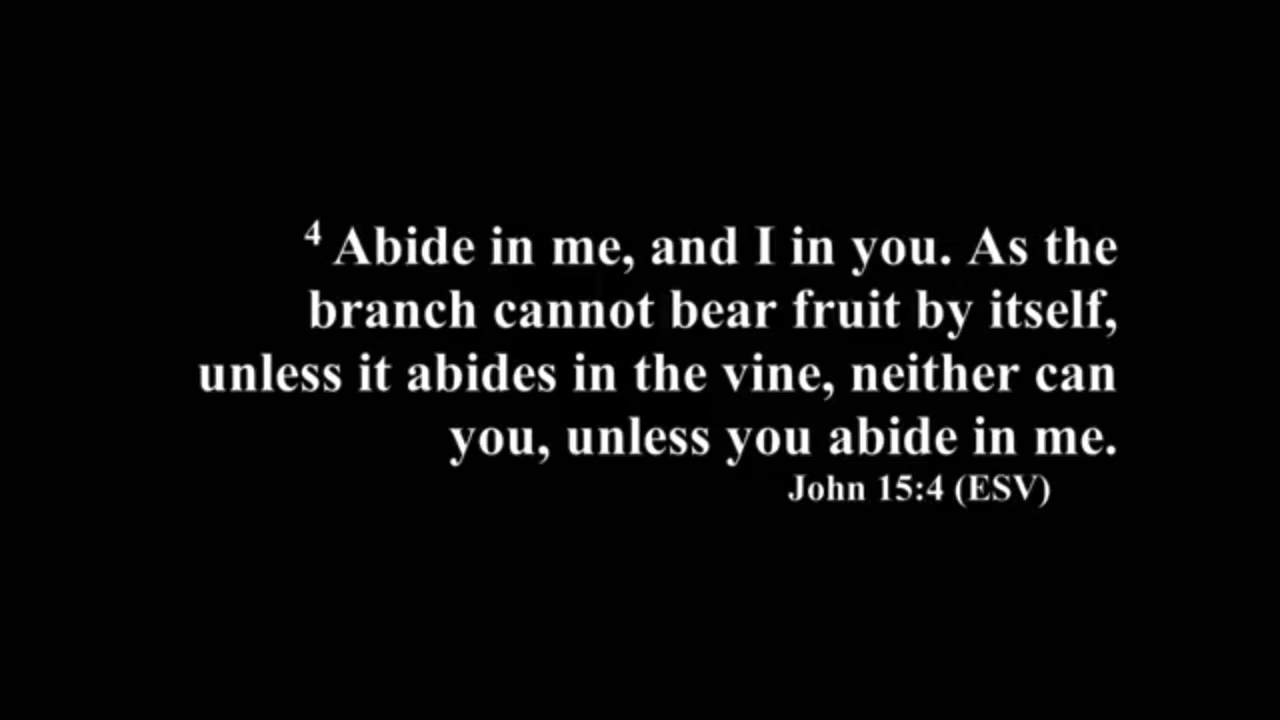 4 Abide in me, and I in you. As the
branch cannot bear fruit by itself,
unless it abides in the vine, neither can
you, unless you abide in me.
John 15:4 (ESV)